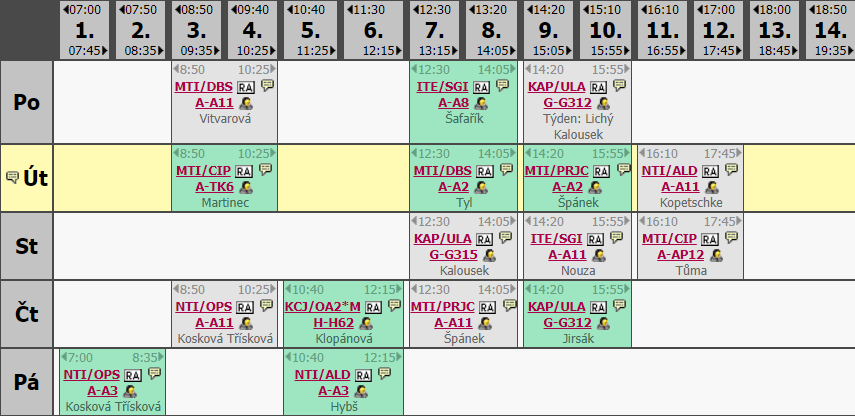 07:00 07:50 08:50 09:40 10:40 11:30 12:30 13:20 14:20 15:10 16:10 17:00 18:00 18:50
1. 2. 3. 4. 5. 6. 7. 8. 9. 10. 11. 12. 13. 14.
07:45 08:35 09:35 10:25 11:25 12:15 13:15 14:05 15:05 15:55 16:55 17:45 18:45 19:35
Po
8:50 10:25
MTI/DBS RA
A-A11
Vitvarová
12:30 14:05
ITE/SGI RA
A-A8
Šafařík
14:20 15:55
KAP/ULA RA
G-G312
Týden: Lichý
Kalousek
Út
8:50 10:25
MTI/CIP RA
A-TK6
Martinec
12:30 14:05
MTI/DBS RA
A-A2
Tyl
14:20 15:55
MTI/PRJC RA
A-A2
Špánek
16:10 17:45
NTI/ALD RA
A-A11
Kopetschke
St
12:30 14:05
KAP/ULA RA
G-G315
Kalousek
14:20 15:55
ITE/SGI RA
A-A11
Nouza
16:10 17:45
MTI/CIP RA
A-AP12
Tůma
Čt
8:50 10:25
NTI/OPS RA
A-A11
Kosková Třísková
10:40 12:15
KCJ/OA2*M RA
H-H62
Klopánová
12:30 14:05
MTI/PRJC RA
A-A11
Špánek
14:20 15:55
KAP/ULA RA
G-G312
Jirsák
Pá
7:00 8:35
NTI/OPS RA
A-A3
Kosková Třísková
10:40 12:15
NTI/ALD RA
A-A3
Hybš